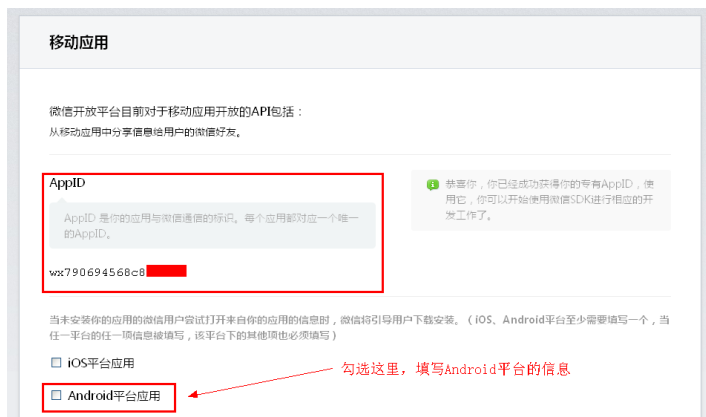 移动应用
微信开放平台目前对于移动应用开放的API包括：
从移动应用中分享信息给用户的微信好友。
AppID
AppID 是你的应用与微信通信的标识。每个应用都对应一个唯一
的AppID。
wx790694568c8
恭喜你，你已经成功获得你的专有AppID，使
用它，你可以开始使用微信SDK进行相应的开
发工作了。
当未安装你的应用的微信用户尝试打开来自你的应用的信息时，微信将引导用户下载安装。（iOS、Android平台至少需要填写一个，当
任一平台的任一项信息被填写，该平台下的其他项也必须填写）
iOS平台应用
勾选这里，填写Android平台的信息
Android平台应用